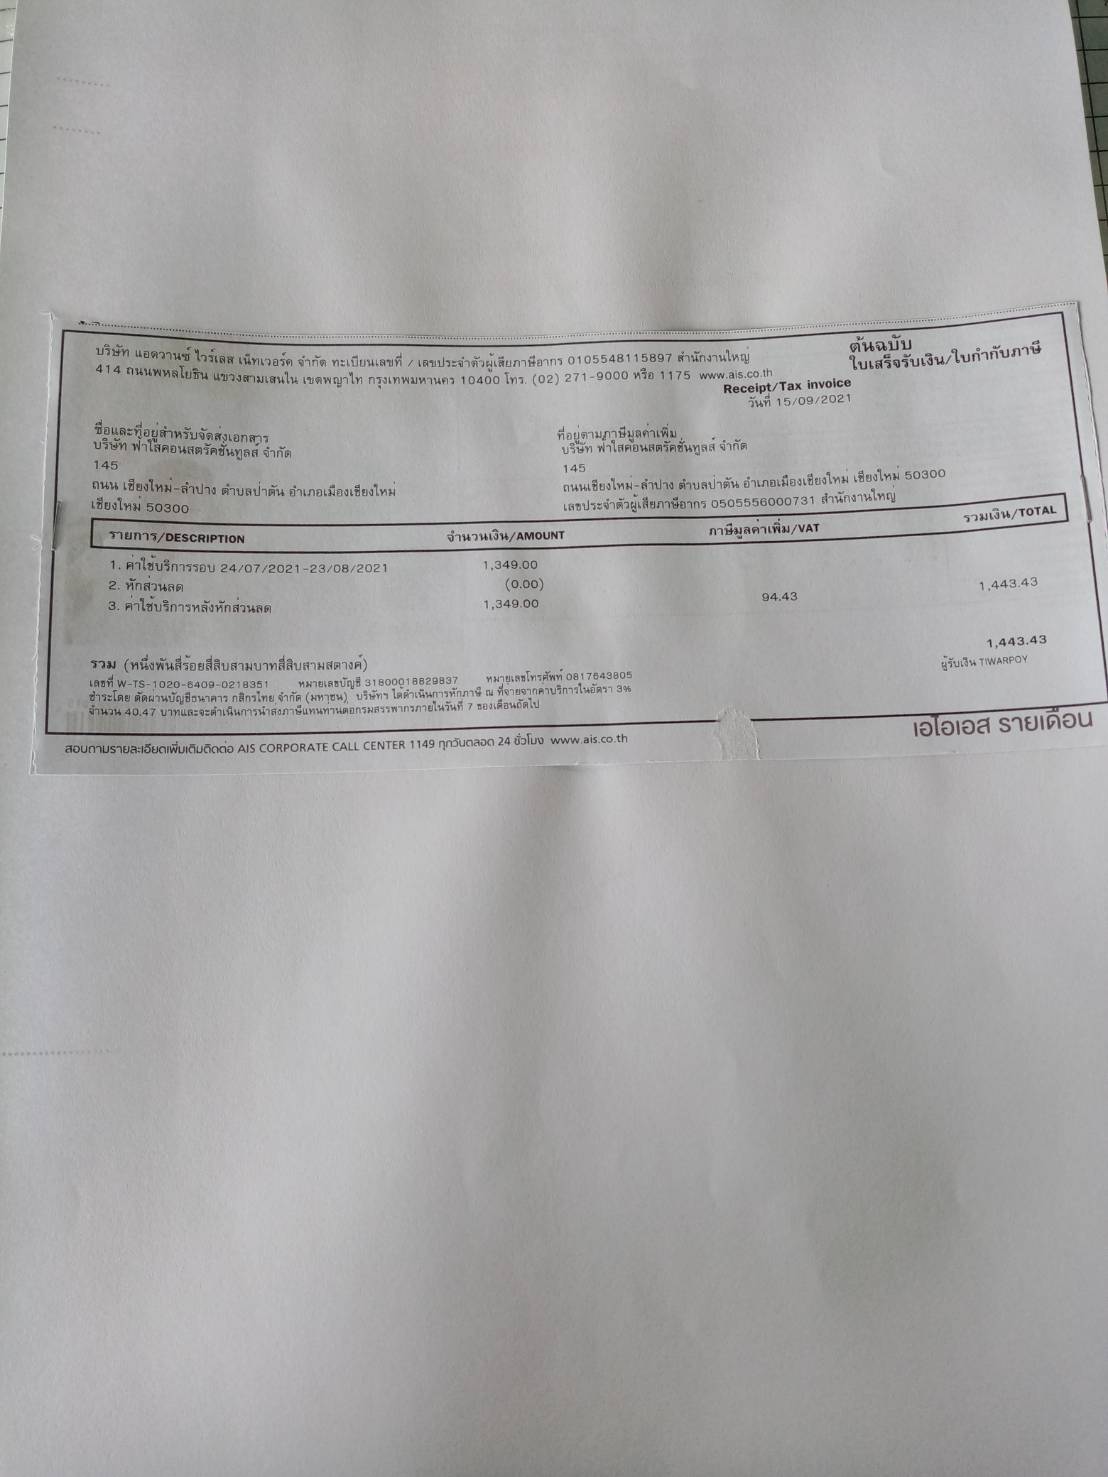 ต้นฉบับ
ใบเสร็จรับเงิน/ใบกำกับภาษี
บริษัท แอดวานซ์ ไวร์เลส เน็ทเวอร์ค จำกัด ทะเบียนเลขที่ / เลขประจำตัวผู้เสียภาษีอากร 0105548115897 สำนักงานใหญ่
414 ถนนพหลโยธิน แขวงสามเสนใน เขตพญาไท กรุงเทพมหานคร 10400 โทร. (02) 271-9000 หรือ 1175 www.ais.co.th
Receipt/Tax invoice
วันที่ 15/09/2021
ชื่อและที่อยู่สำหรับจัดส่งเอกสาร
บริษัท ฟ้าใสคอนสตรัคชั่นทูลส์ จำกัด
145
ถนน เชียงใหม่-ลำปาง ตำบลป่าตัน อำเภอเมืองเชียงใหม่
เชียงใหม่ 50300
ที่อยู่ตามภาษีมูลค่าเพิ่ม
บริษัท ฟ้าใสคอนสตรัคชั่นทูลส์ จำกัด
145
ถนนเชียงใหม่-ลำปาง ตำบลป่าตัน อำเภอเมืองเชียงใหม่ เชียงใหม่ 50300
เลขประจำตัวผู้เสียภาษีอากร 0505556000731 สำนักงานใหญ่
รายการ/DESCRIPTION จำนวนเงิน/AMOUNT ภาษีมูลค่าเพิ่ม/VAT รวมเงิน/TOTAL
1. ค่าใช้บริการรอบ 24/07/2021-23/08/2021 1,349.00
2. หักส่วนลด (0.00)
3. ค่าใช้บริการหลังหักส่วนลด 1,349.00 94.43 1,443.43
รวม (หนึ่งพันสี่ร้อยสี่สิบสามบาทสี่สิบสามสตางค์) 1,443.43
เลขที่ W-TS-1020-6409-0218351 หมายเลขบัญชี 31800018829837 หมายเลขโทรศัพท์ 0817643805 ผู้รับเงิน TIWARPOY
ชำระโดย ตัดผ่านบัญชีธนาคาร กสิกรไทย จำกัด (มหาชน) บริษัทฯ ได้ดำเนินการหักภาษี ณ ที่จ่ายจากค่าบริการในอัตรา 3%
จำนวน 40.47 บาทและจะดำเนินการนำส่งภาษีแทนท่านต่อกรมสรรพากรภายในวันที่ 7 ของเดือนถัดไป
สอบถามรายละเอียดเพิ่มเติมติดต่อ AIS CORPORATE CALL CENTER 1149 ทุกวันตลอด 24 ชั่วโมง www.ais.co.th
เอไอเอส รายเดือน